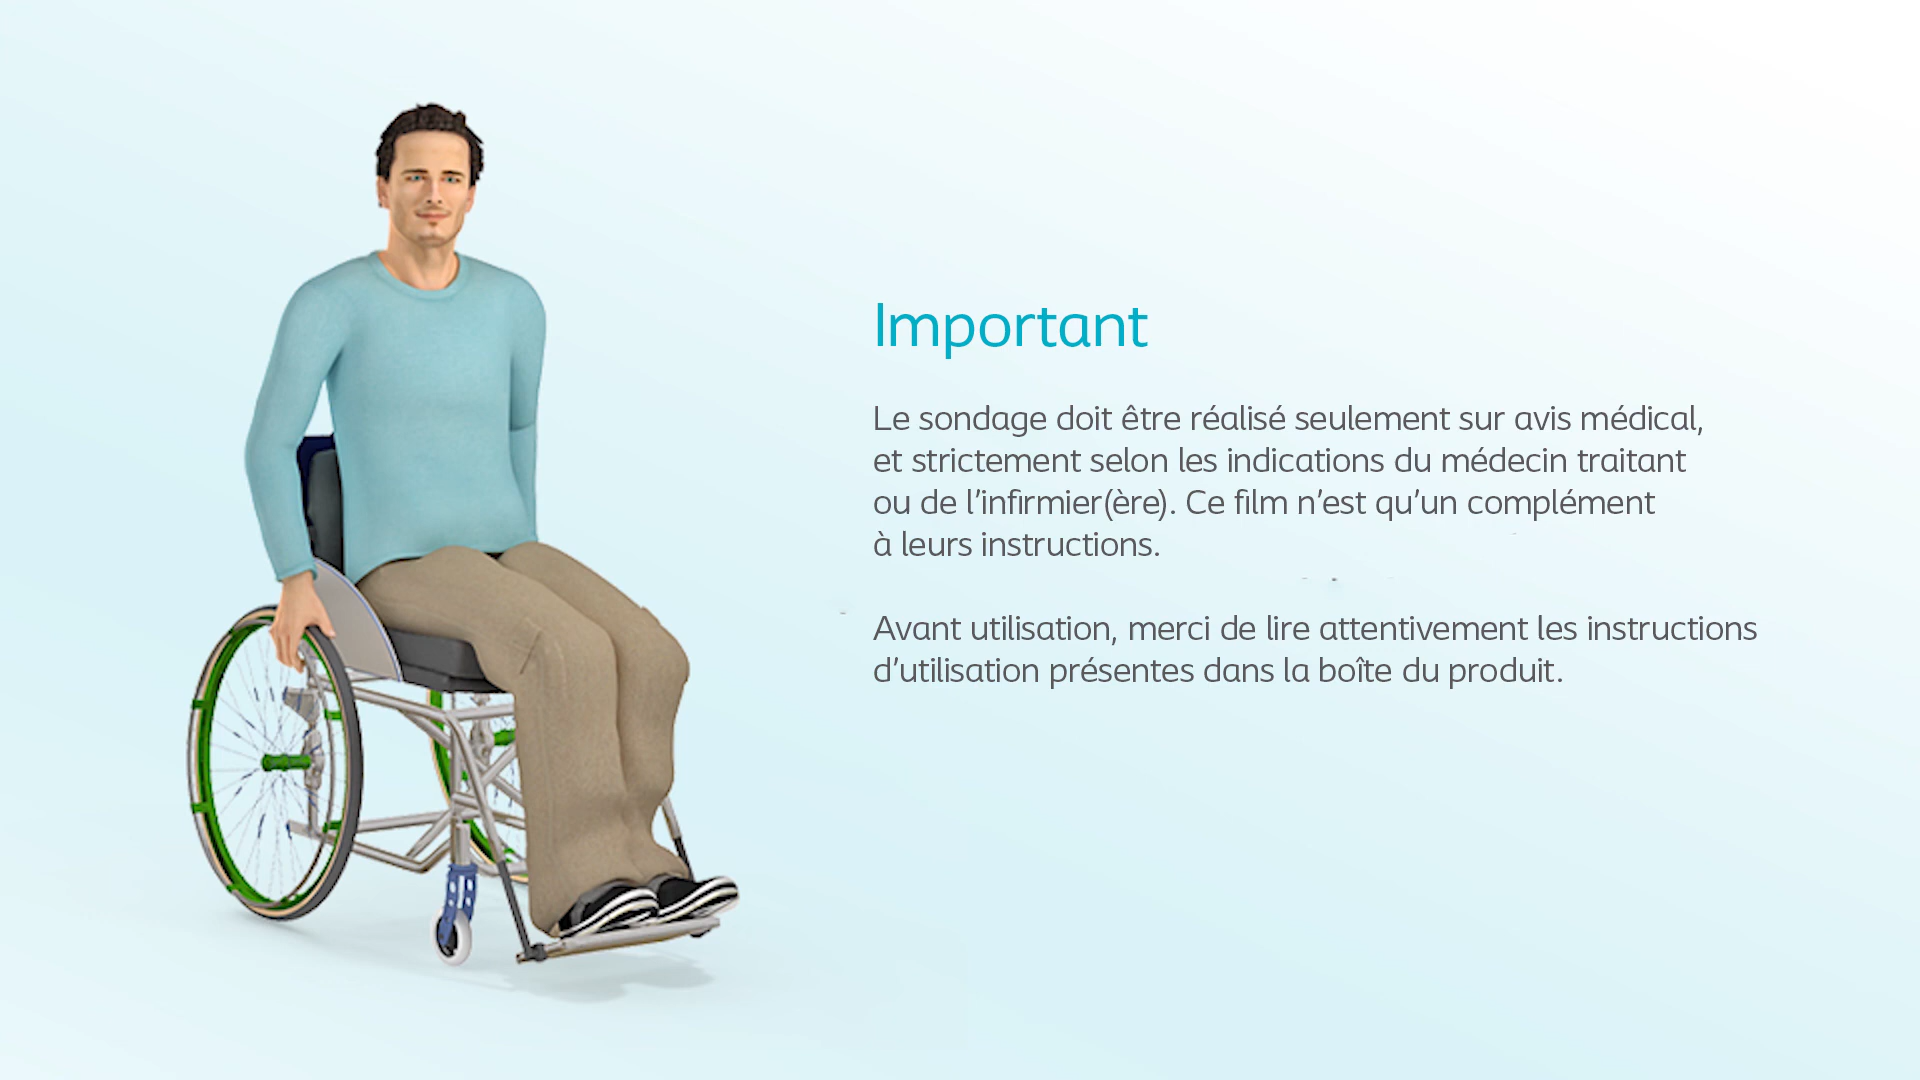 Important
Le sondage doit être réalisé seulement sur avis médical,
et strictement selon les indications du médecin traitant
ou de l’infirmier(ère). Ce film n’est qu’un complément
à leurs instructions.
Avant utilisation, merci de lire attentivement les instructions
d’utilisation présentes dans la boîte du produit.